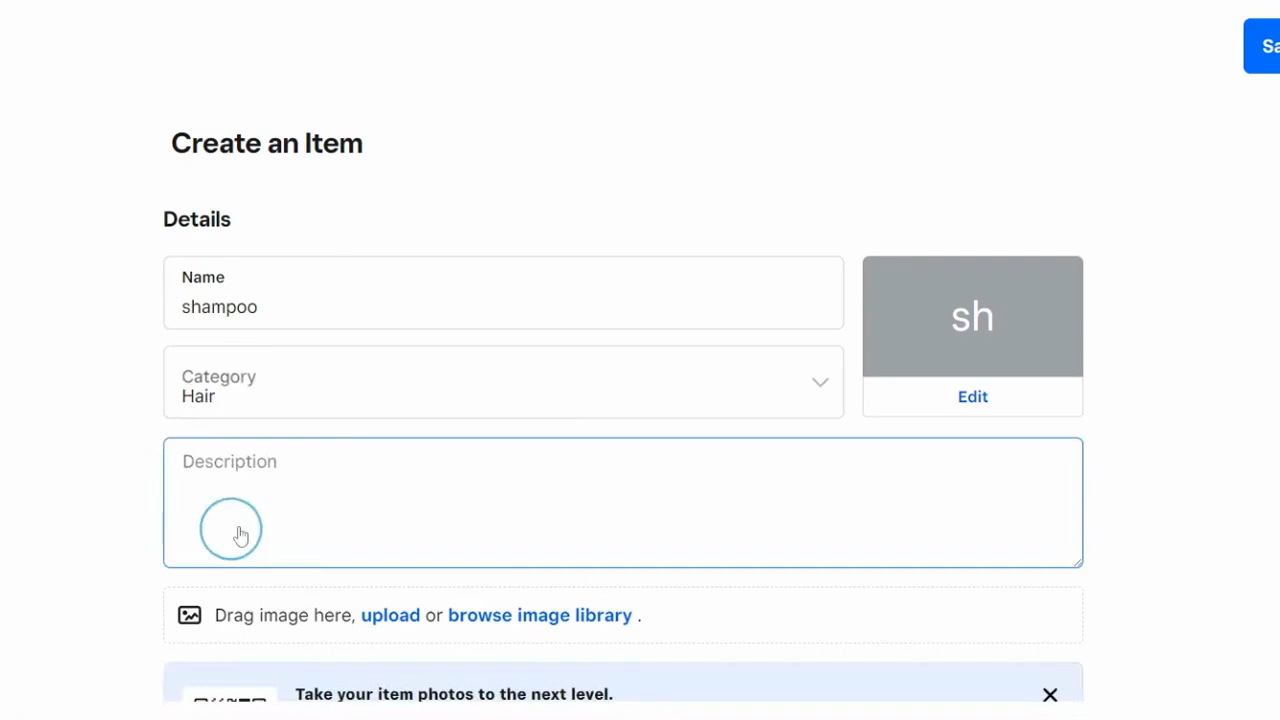 Sa
Create an Item
Details
Name
shampoo
sh
Category
Hair
Edit
Description
Drag image here, upload or browse image library .
Take your item photos to the next level.